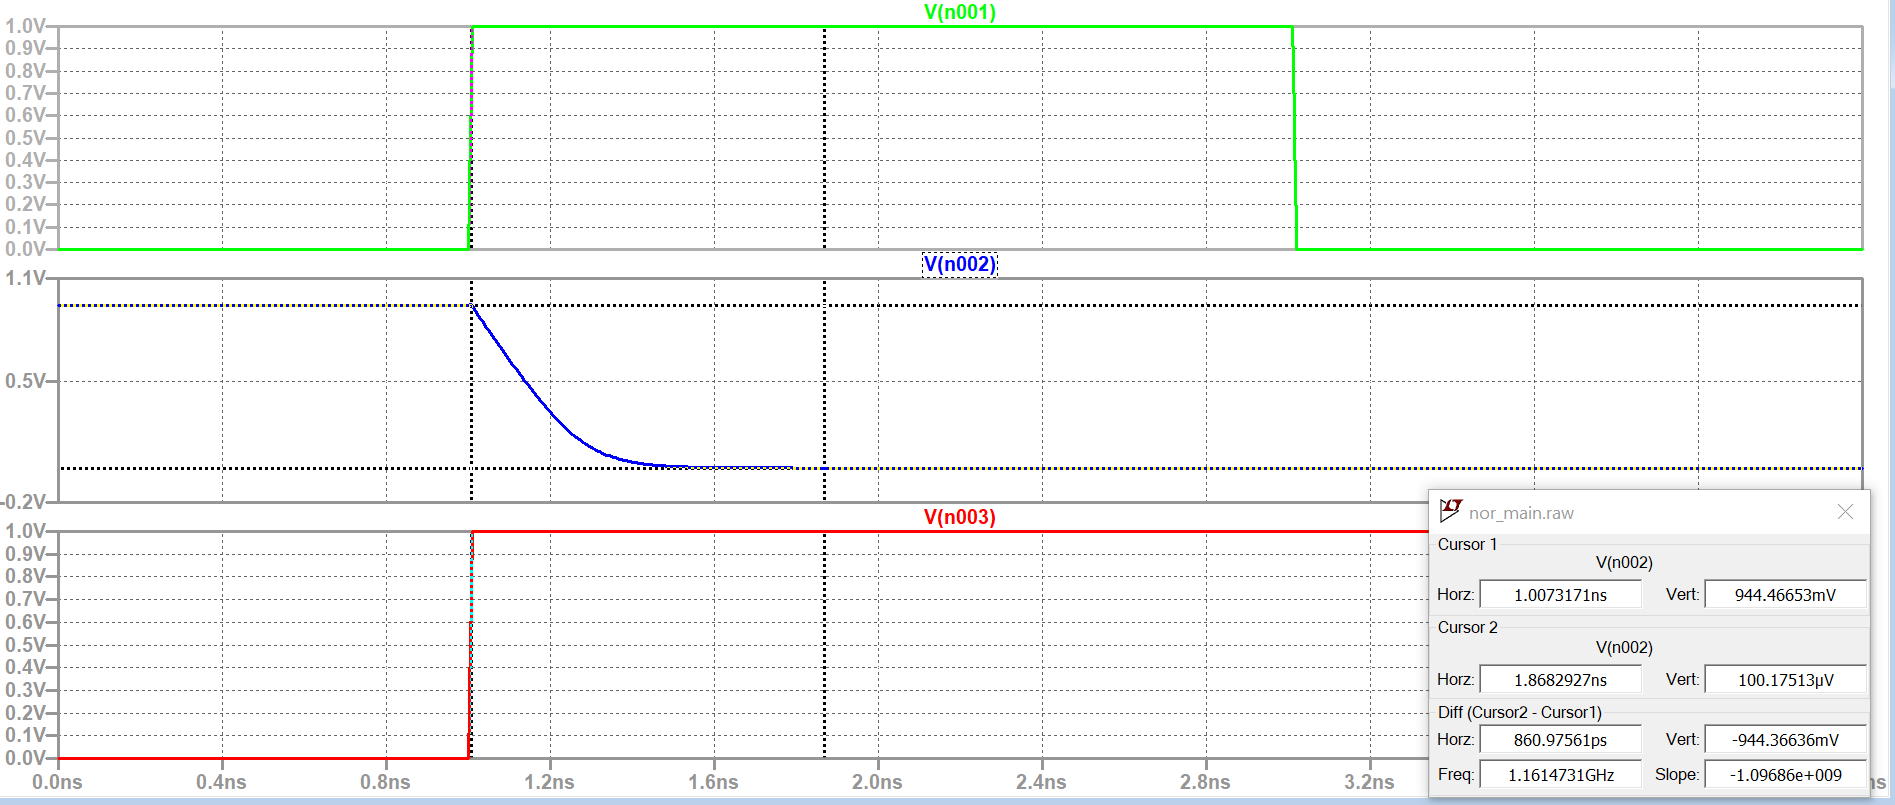 V(n001)
1.0V
0.9V
0.8V
0.7V
0.6V
0.5V
0.4V
0.3V
0.2V
0.1V
0.0V
V(n002)
1.1V
0.5V
-0.2V
V(n003)
1.0V
0.9V
0.8V
0.7V
0.6V
0.5V
0.4V
0.3V
0.2V
0.1V
0.0V
0.0ns 0.4ns 0.8ns 1.2ns 1.6ns 2.0ns 2.4ns 2.8ns 3.2ns ns
nor_main.raw
Cursor 1
V(n002)
Horz: 1.0073171ns Vert: 944.46653mV
Cursor 2
V(n002)
Horz: 1.8682927ns Vert: 100.17513µV
Diff (Cursor2 - Cursor1)
Horz: 860.97561ps Vert: -944.36636mV
Freq: 1.1614731GHz Slope: -1.09686e+009